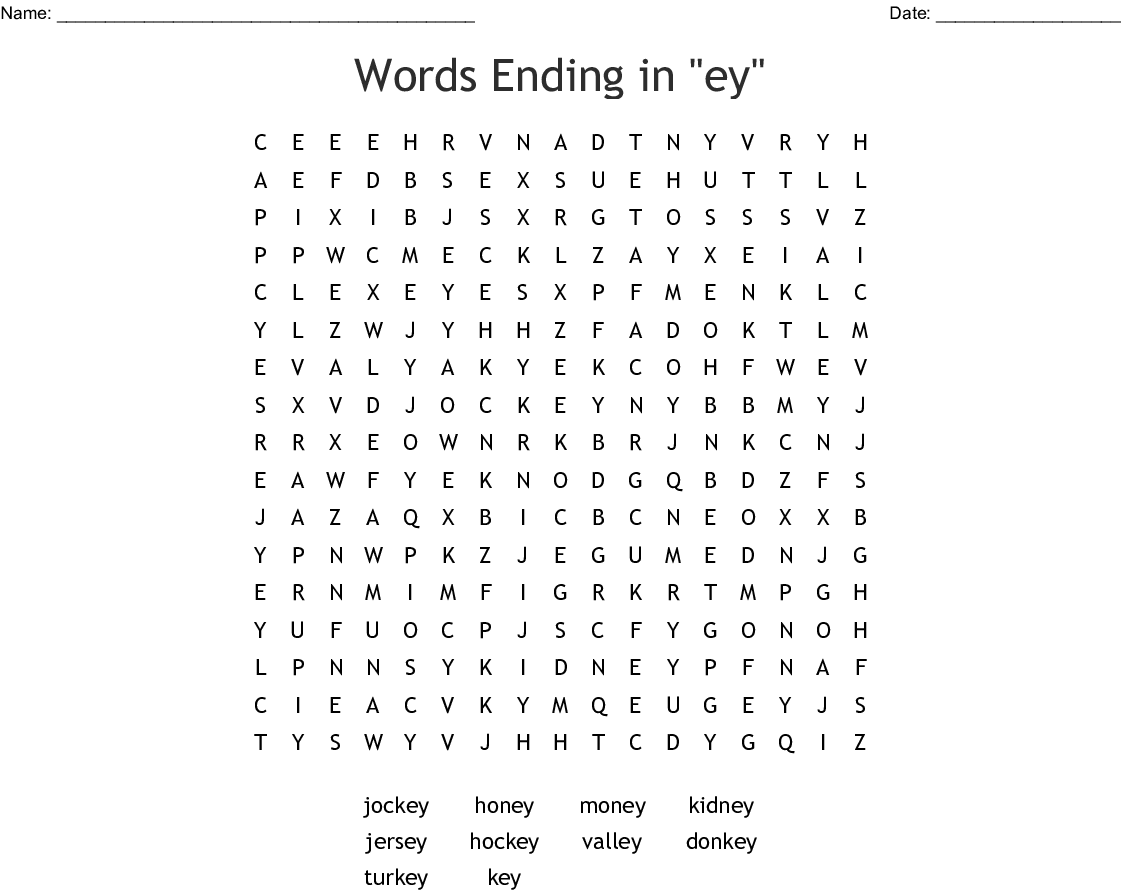 Name: ___________________________________________ Date: ___________________
Words Ending in "ey"
C E E E H R V N A D T N Y V R Y H
A E F D B S E X S U E H U T T L L
P I X I B J S X R G T O S S S V Z
P P W C M E C K L Z A Y X E I A I
C L E X E Y E S X P F M E N K L C
Y L Z W J Y H H Z F A D O K T L M
E V A L Y A K Y E K C O H F W E V
S X V D J O C K E Y N Y B B M Y J
R R X E O W N R K B R J N K C N J
E A W F Y E K N O D G Q B D Z F S
J A Z A Q X B I C B C N E O X X B
Y P N W P K Z J E G U M E D N J G
E R N M I M F I G R K R T M P G H
Y U F U O C P J S C F Y G O N O H
L P N N S Y K I D N E Y P F N A F
C I E A C V K Y M Q E U G E Y J S
T Y S W Y V J H H T C D Y G Q I Z
jockey honey money kidney
jersey hockey valley donkey
turkey key